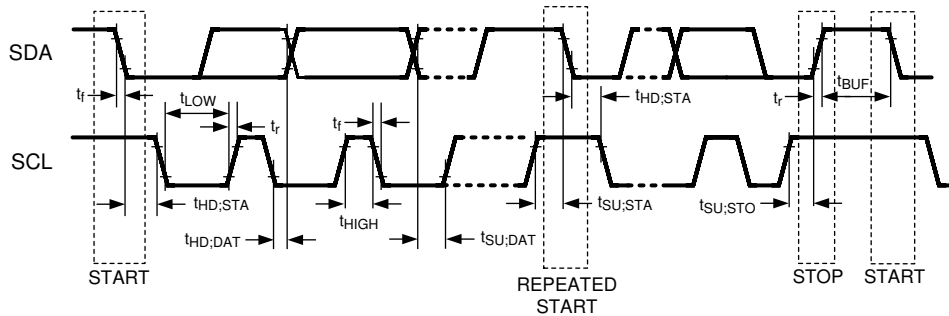 SDA
t_f
t_LOW
t_r
t_f
t_HD;STA
t_r
t_BUF
SCL
t_HD;STA
t_HD;DAT
t_HIGH
t_SU;DAT
t_SU;STA
t_SU;STO
START
REPEATED
START
STOP
START